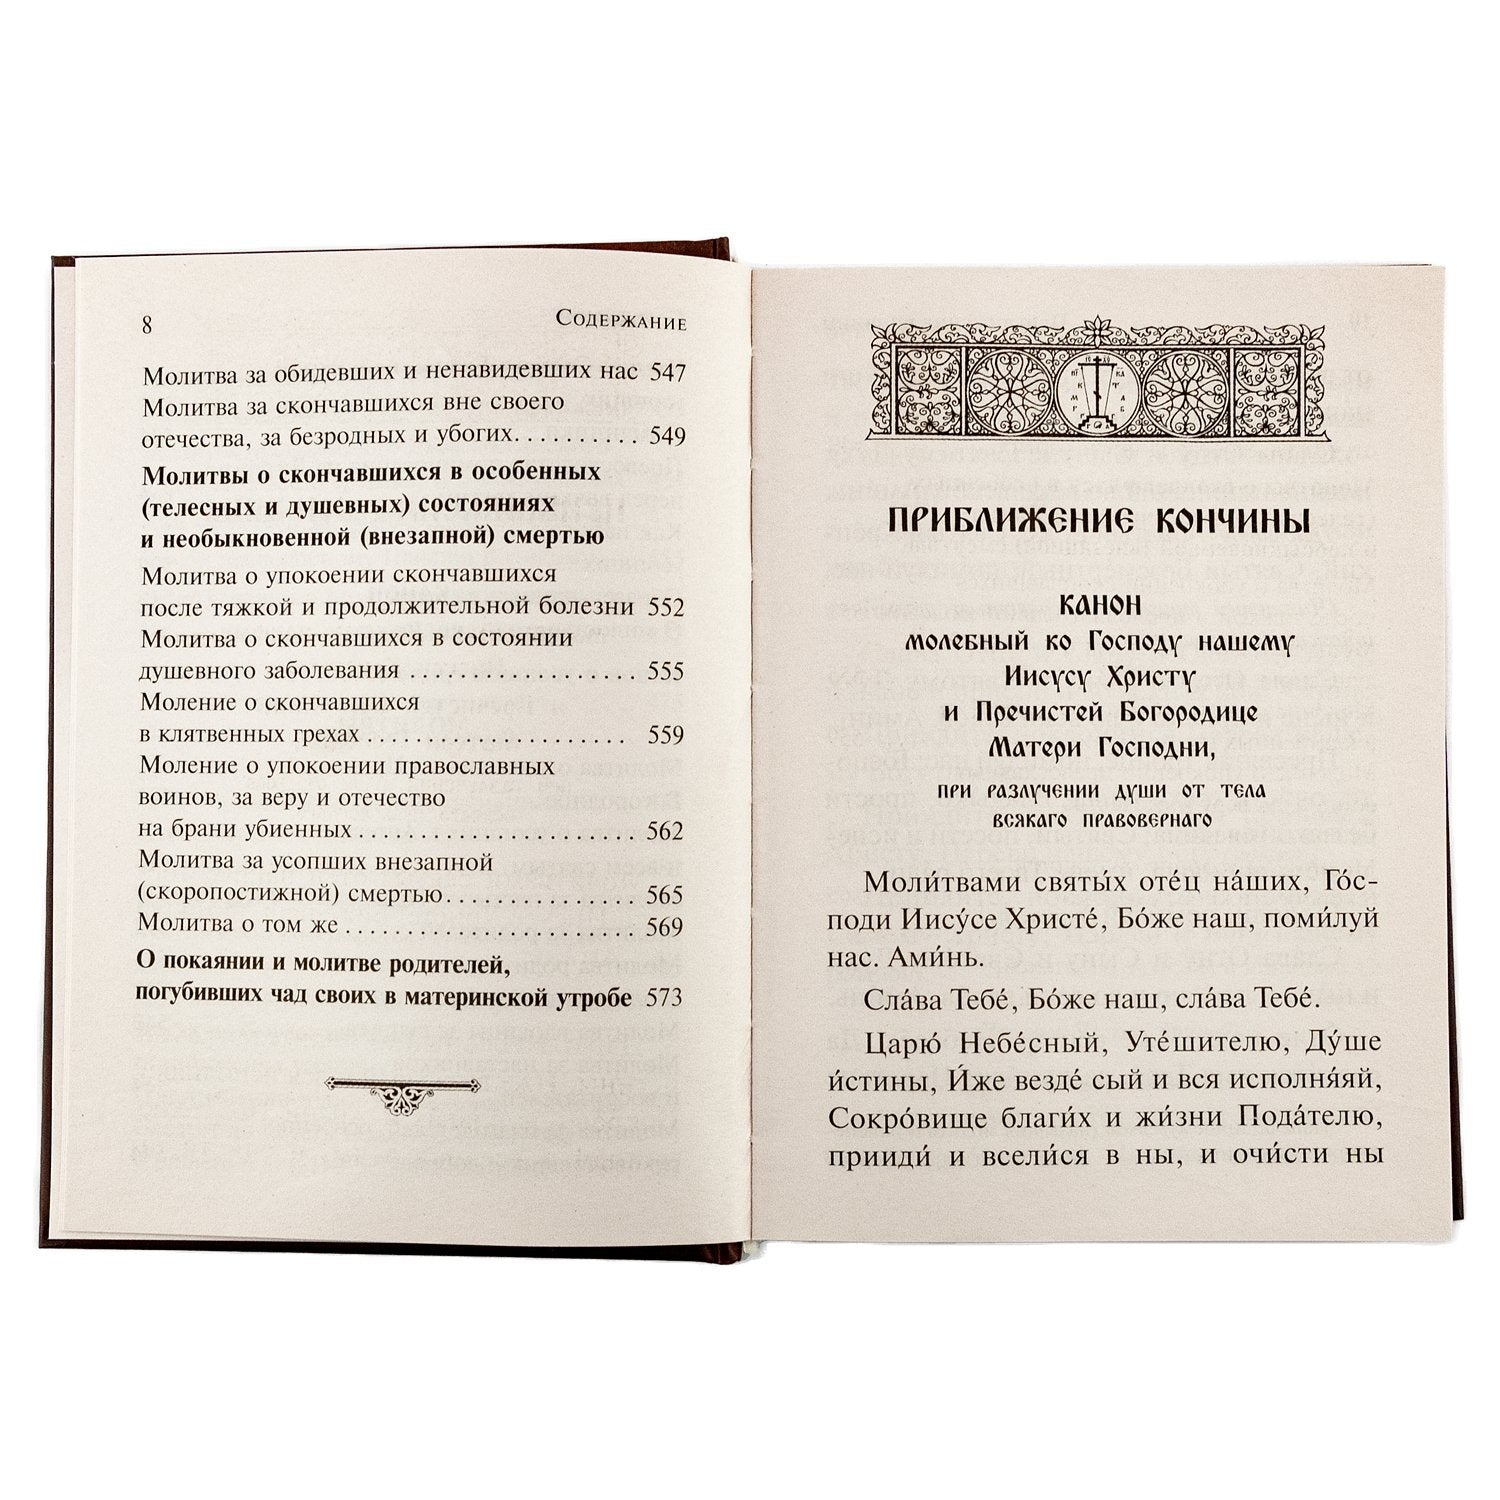 8
Содержание
Молитва за обидевших и ненавидевших нас 547
Молитва за скончавшихся вне своего
отечества, за безродных и убогих. . . . . . . . . . 549
Молитвы о скончавшихся в особенных
(телесных и душевных) состояниях
и необыкновенной (внезапной) смертью
Молитва о упокоении скончавшихся
после тяжкой и продолжительной болезни 552
Молитва о скончавшихся в состоянии
душевного заболевания . . . . . . . . . . . . . . . . . . 555
Моление о скончавшихся
в клятвенных грехах . . . . . . . . . . . . . . . . . . . . 559
Моление о упокоении православных
воинов, за веру и отечество
на брани убиенных . . . . . . . . . . . . . . . . . . . . . . 562
Молитва за усопших внезапной
(скоропостижной) смертью. . . . . . . . . . . . . . . 565
Молитва о том же . . . . . . . . . . . . . . . . . . . . . . . 569
О покаянии и молитве родителей,
погубивших чад своих в материнской утробе 573
ПРИБЛИЖЕНИЕ КОНЧИНЫ
КАНОН
молебный ко Господу нашему
Иисусу Христу
и Пречистей Богородице
Матери Господни,
при разлучении души от тела
всякаго правовернаго
Моли́твами святы́х оте́ц на́ших, Го́с-
поди Иису́се Христе́, Бо́же наш, поми́луй
нас. Ами́нь.
Сла́ва Тебе́, Бо́же наш, сла́ва Тебе́.
Царю́ Небе́сный, Уте́шителю, Ду́ше
и́стины, И́же везде́ сый и вся исполня́яй,
Сокро́вище благи́х и жи́зни Пода́телю,
прииди́ и всели́ся в ны, и очи́сти ны